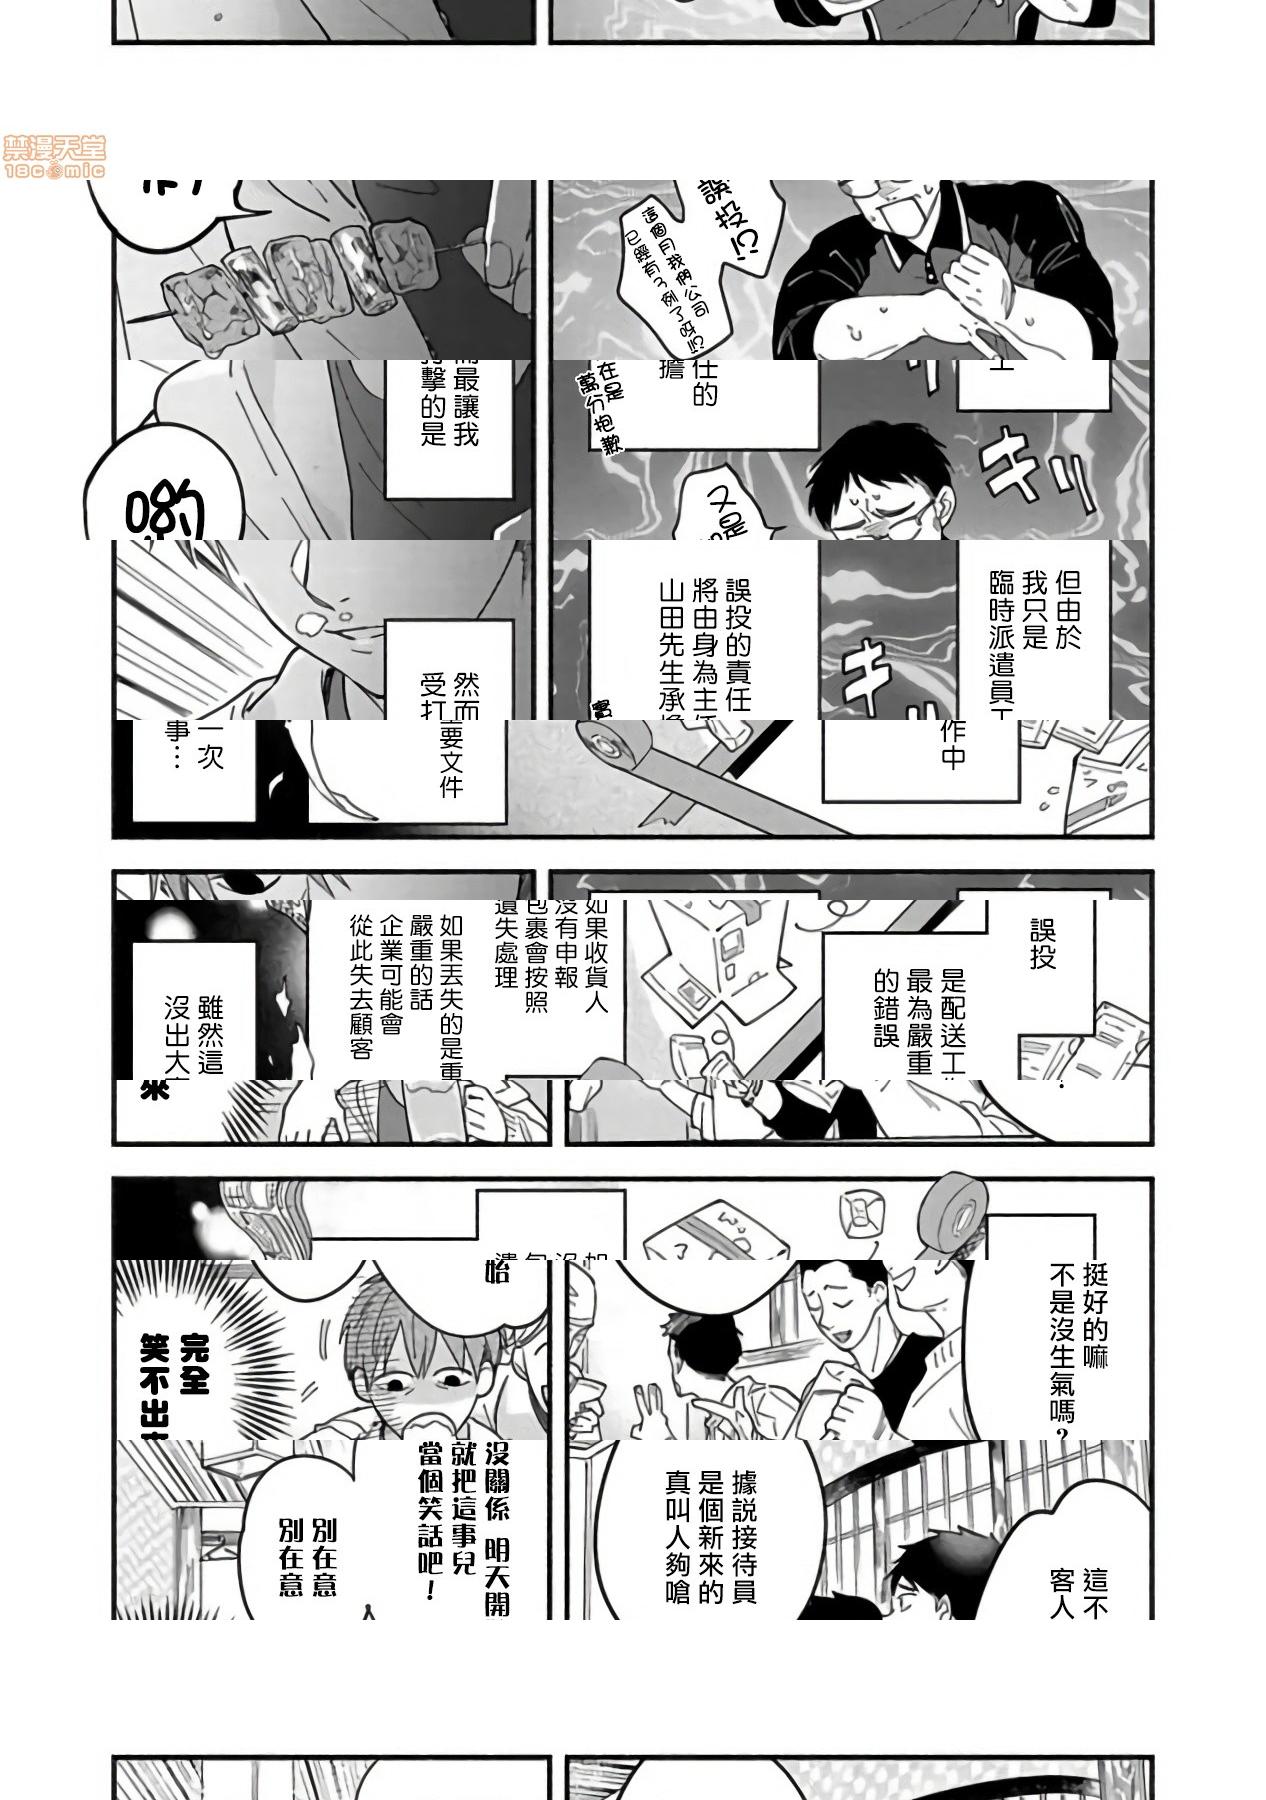 誤投!?
這個月我們公司
已經有3例了呀!?
任的
擔
在是
萬分抱歉
キリ
キリ
又是
而最讓我
打擊的是
喲
但由於
我只是
臨時派遣員工
誤投的責任
將由身為主任
山田先生承擔
實
然而
受打
作中
要文件
一次
事…
誤投
是配送工作
最為嚴重
的錯誤
如果收貨人
沒有申報
包裹會按照
遺失處理
如果丟失的是重
嚴重的話
企業可能會
從此失去顧客
雖然這
沒出大事
來
挺好的嘛
不是沒生氣嗎?
始
完全
笑不出來
這不
客人
據說接待員
是個新來的
真叫人夠嗆
沒關係 明天開
就把這事兒
當個笑話吧!
別在意
別在意
禁漫天堂
18comic